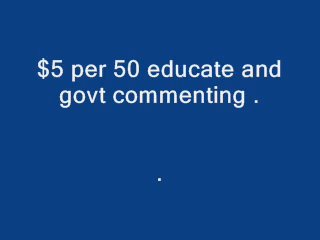 $5 per 50 educate and
govt commenting .
.